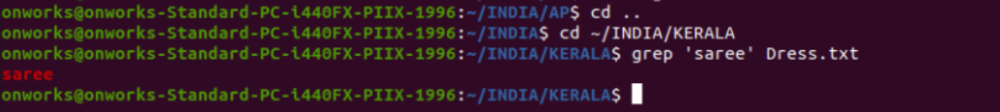 onworks@onworks-Standard-PC-i440FX-PIIX-1996:~/INDIA/AP$ cd ..
onworks@onworks-Standard-PC-i440FX-PIIX-1996:~/INDIA$ cd ~/INDIA/KERALA
onworks@onworks-Standard-PC-i440FX-PIIX-1996:~/INDIA/KERALA$ grep 'saree' Dress.txt
saree
onworks@onworks-Standard-PC-i440FX-PIIX-1996:~/INDIA/KERALA$